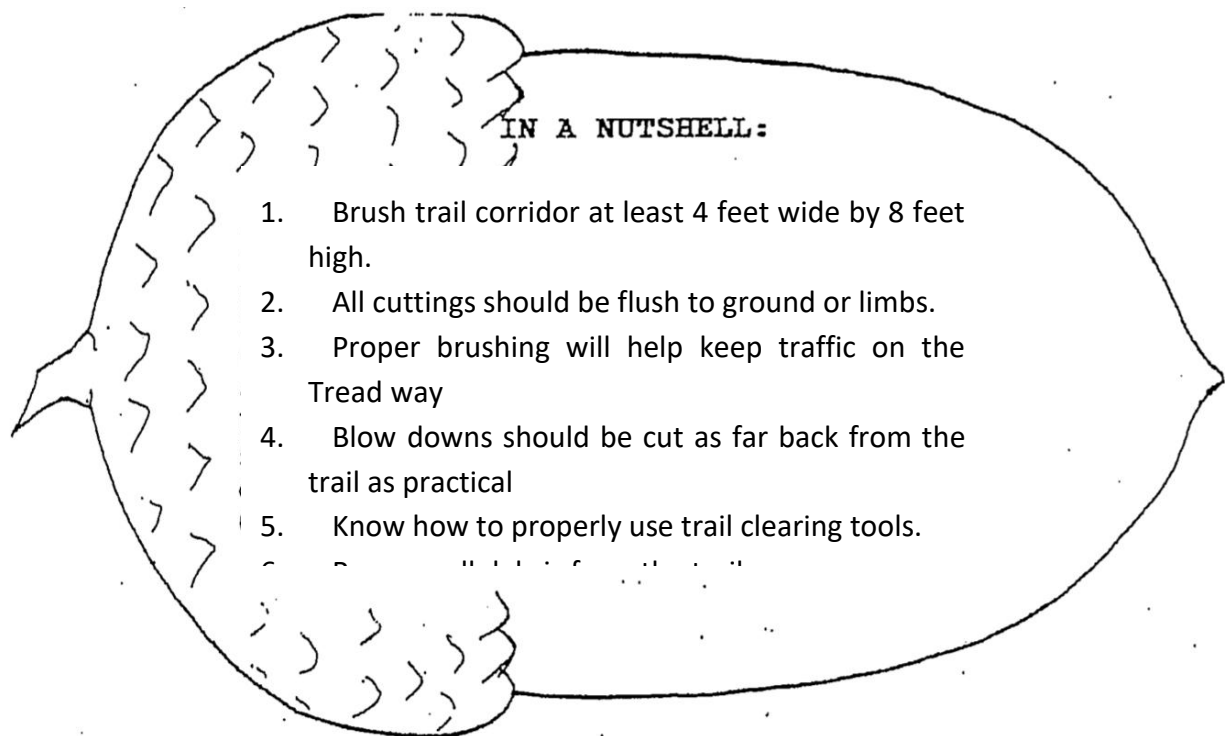 IN A NUTSHELL:
1. Brush trail corridor at least 4 feet wide by 8 feet
high.
2. All cuttings should be flush to ground or limbs.
3. Proper brushing will help keep traffic on the
Tread way
4. Blow downs should be cut as far back from the
trail as practical
5. Know how to properly use trail clearing tools.